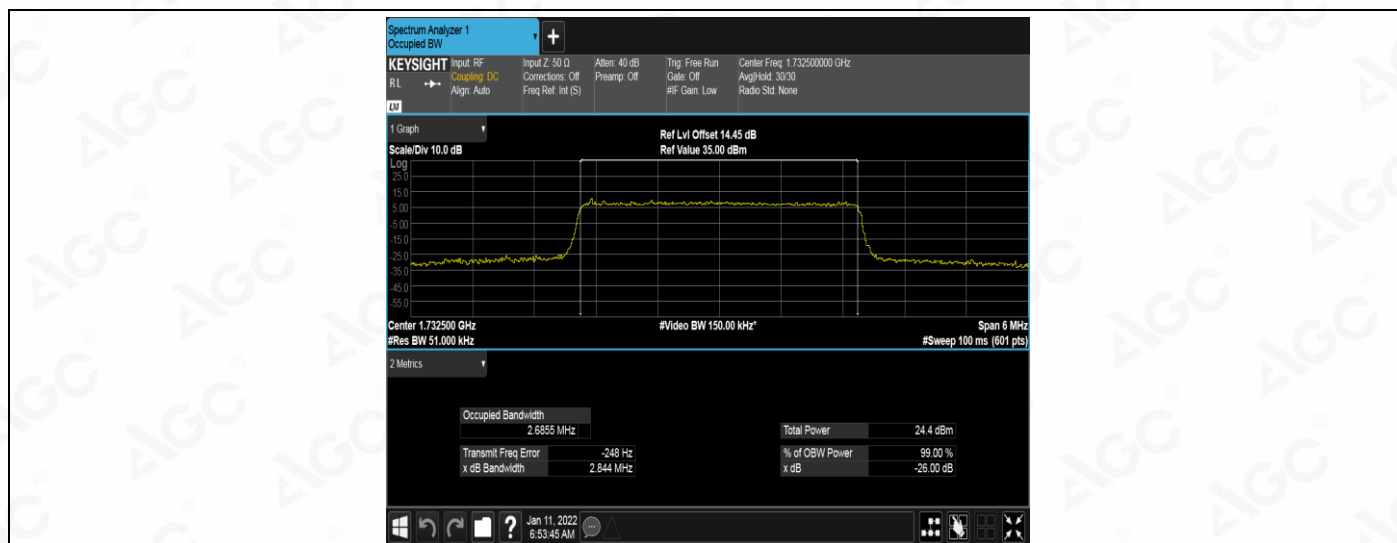 Spectrum Analyzer 1
Occupied BW
+
KEYSIGHT
RL
LXI
Input: RF
Coupling: DC
Align: Auto
Input Z: 50 Ω
Corrections: Off
Freq Ref: Int (S)
Atten: 40 dB
Preamp: Off
Trig: Free Run
Gate: Off
#IF Gain: Low
Center Freq: 1.732500000 GHz
Avg|Hold: 30/30
Radio Std: None
1 Graph
Scale/Div 10.0 dB
Ref Lvl Offset 14.45 dB
Ref Value 35.00 dBm
Log
25.0
15.0
5.00
-5.00
-15.0
-25.0
-35.0
-45.0
-55.0
Center 1.732500 GHz
#Video BW 150.00 kHz*
Span 6 MHz
#Res BW 51.000 kHz
#Sweep 100 ms (601 pts)
2 Metrics
Occupied Bandwidth
2.6855 MHz
Total Power 24.4 dBm
Transmit Freq Error -248 Hz
% of OBW Power 99.00 %
x dB Bandwidth 2.844 MHz
x dB -26.00 dB
?
Jan 11, 2022
6:53:45 AM
AGC